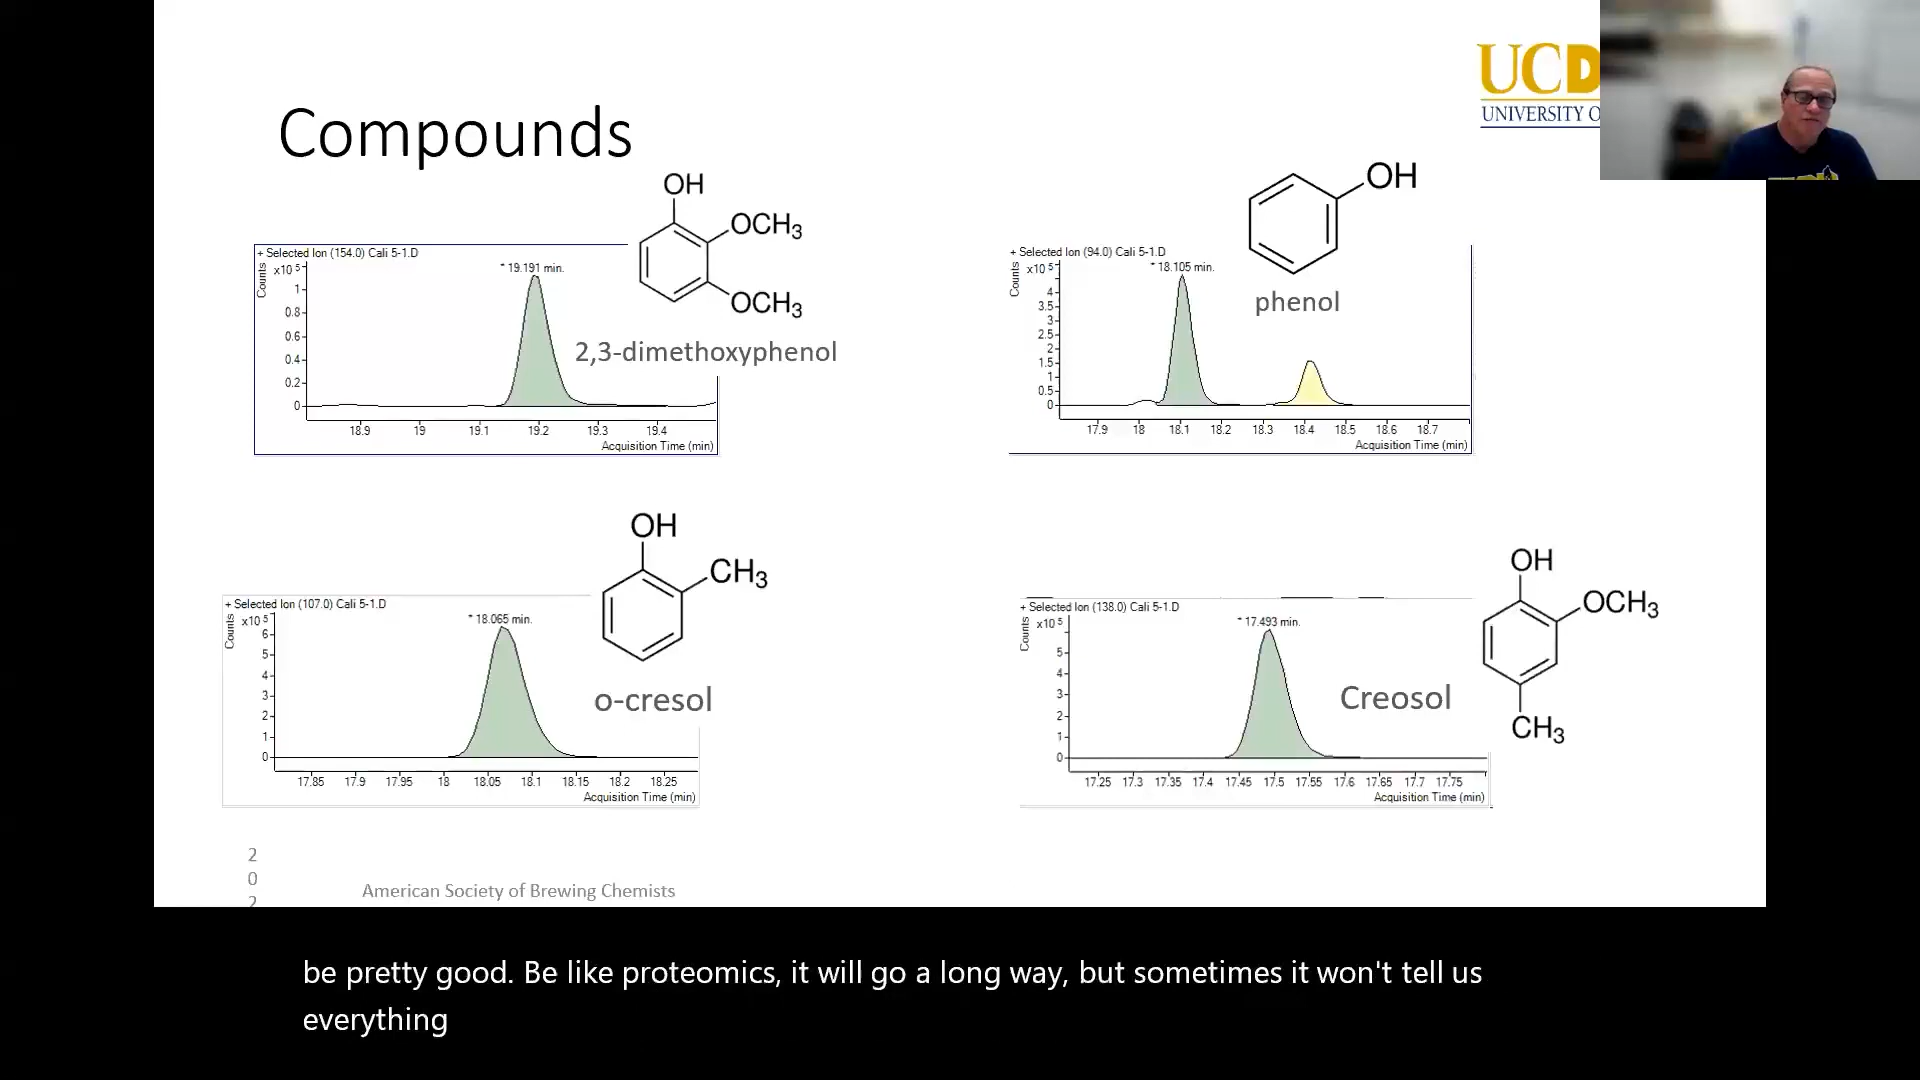 Compounds
UCD
UNIVERSITY O
OH
OCH3
OCH3
2,3-dimethoxyphenol
+ Selected Ion (154.0) Cali 5-1.D
Counts
x10 5
* 19.191 min.
1
0.8
0.6
0.4
0.2
0
18.9 19 19.1 19.2 19.3 19.4
Acquisition Time (min)
OH
phenol
+ Selected Ion (94.0) Cali 5-1.D
Counts
x10 5
* 18.105 min.
4
3.5
3
2.5
2
1.5
1
0.5
0
17.9 18 18.1 18.2 18.3 18.4 18.5 18.6 18.7
Acquisition Time (min)
OH
CH3
o-cresol
+ Selected Ion (107.0) Cali 5-1.D
Counts
x10 5
* 18.065 min.
6
5
4
3
2
1
0
17.85 17.9 17.95 18 18.05 18.1 18.15 18.2 18.25
Acquisition Time (min)
OH
OCH3
CH3
Creosol
+ Selected Ion (138.0) Cali 5-1.D
Counts
x10 5
* 17.493 min.
5
4
3
2
1
0
17.25 17.3 17.35 17.4 17.45 17.5 17.55 17.6 17.65 17.7 17.75
Acquisition Time (min)
2
0
2
American Society of Brewing Chemists
be pretty good. Be like proteomics, it will go a long way, but sometimes it won't tell us
everything